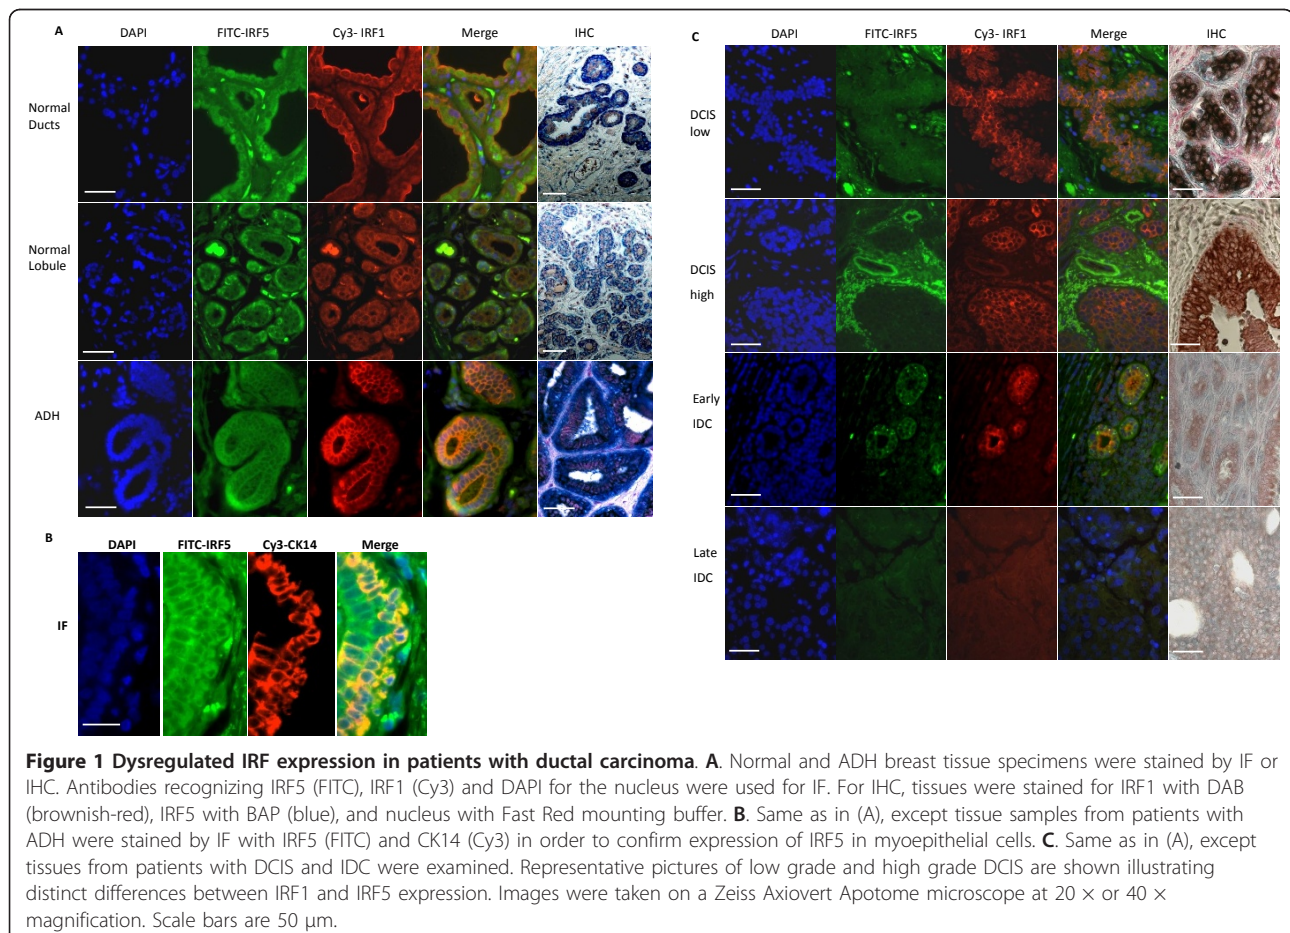 A
DAPI FITC-IRF5 Cy3- IRF1 Merge IHC
Normal
Ducts
Normal
Lobule
ADH
B
DAPI FITC-IRF5 Cy3-CK14 Merge
IF
C
DAPI FITC-IRF5 Cy3- IRF1 Merge IHC
DCIS
low
DCIS
high
Early
IDC
Late
IDC
Figure 1 Dysregulated IRF expression in patients with ductal carcinoma. A. Normal and ADH breast tissue specimens were stained by IF or
IHC. Antibodies recognizing IRF5 (FITC), IRF1 (Cy3) and DAPI for the nucleus were used for IF. For IHC, tissues were stained for IRF1 with DAB
(brownish-red), IRF5 with BAP (blue), and nucleus with Fast Red mounting buffer. B. Same as in (A), except tissue samples from patients with
ADH were stained by IF with IRF5 (FITC) and CK14 (Cy3) in order to confirm expression of IRF5 in myoepithelial cells. C. Same as in (A), except
tissues from patients with DCIS and IDC were examined. Representative pictures of low grade and high grade DCIS are shown illustrating
distinct differences between IRF1 and IRF5 expression. Images were taken on a Zeiss Axiovert Apotome microscope at 20 × or 40 ×
magnification. Scale bars are 50 μm.